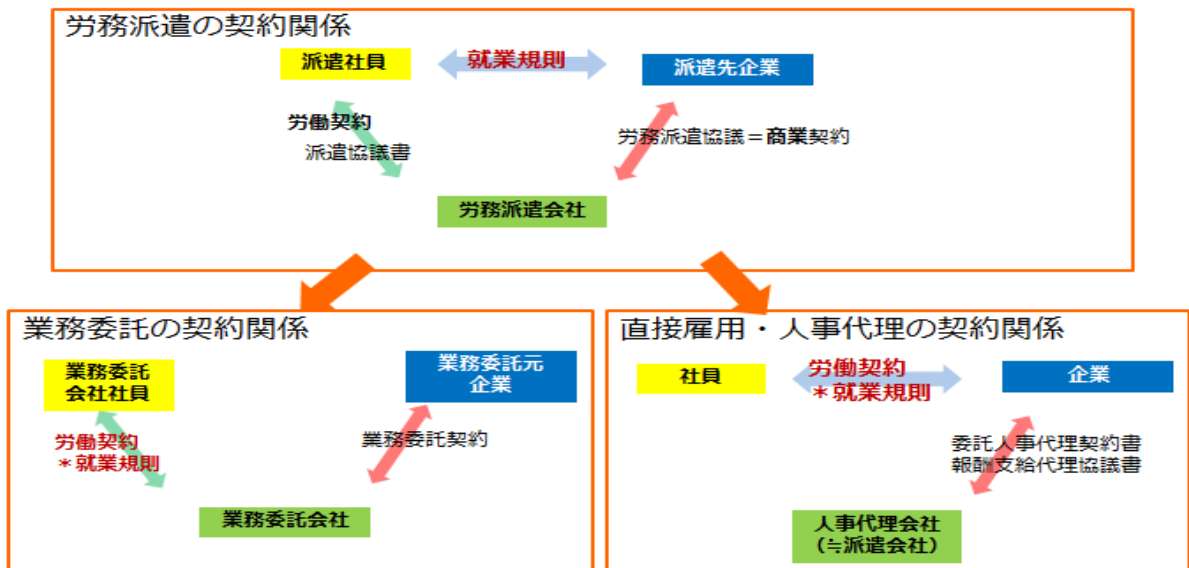 労務派遣の契約関係
派遣社員
就業規則
派遣先企業
労働契約
派遣協議書
労務派遣協議＝商業契約
労務派遣会社
業務委託の契約関係
業務委託
会社社員
業務委託元
企業
労働契約
＊就業規則
業務委託契約
業務委託会社
直接雇用・人事代理の契約関係
社員
労働契約
＊就業規則
企業
委託人事代理契約書
報酬支給代理協議書
人事代理会社
(≒派遣会社)